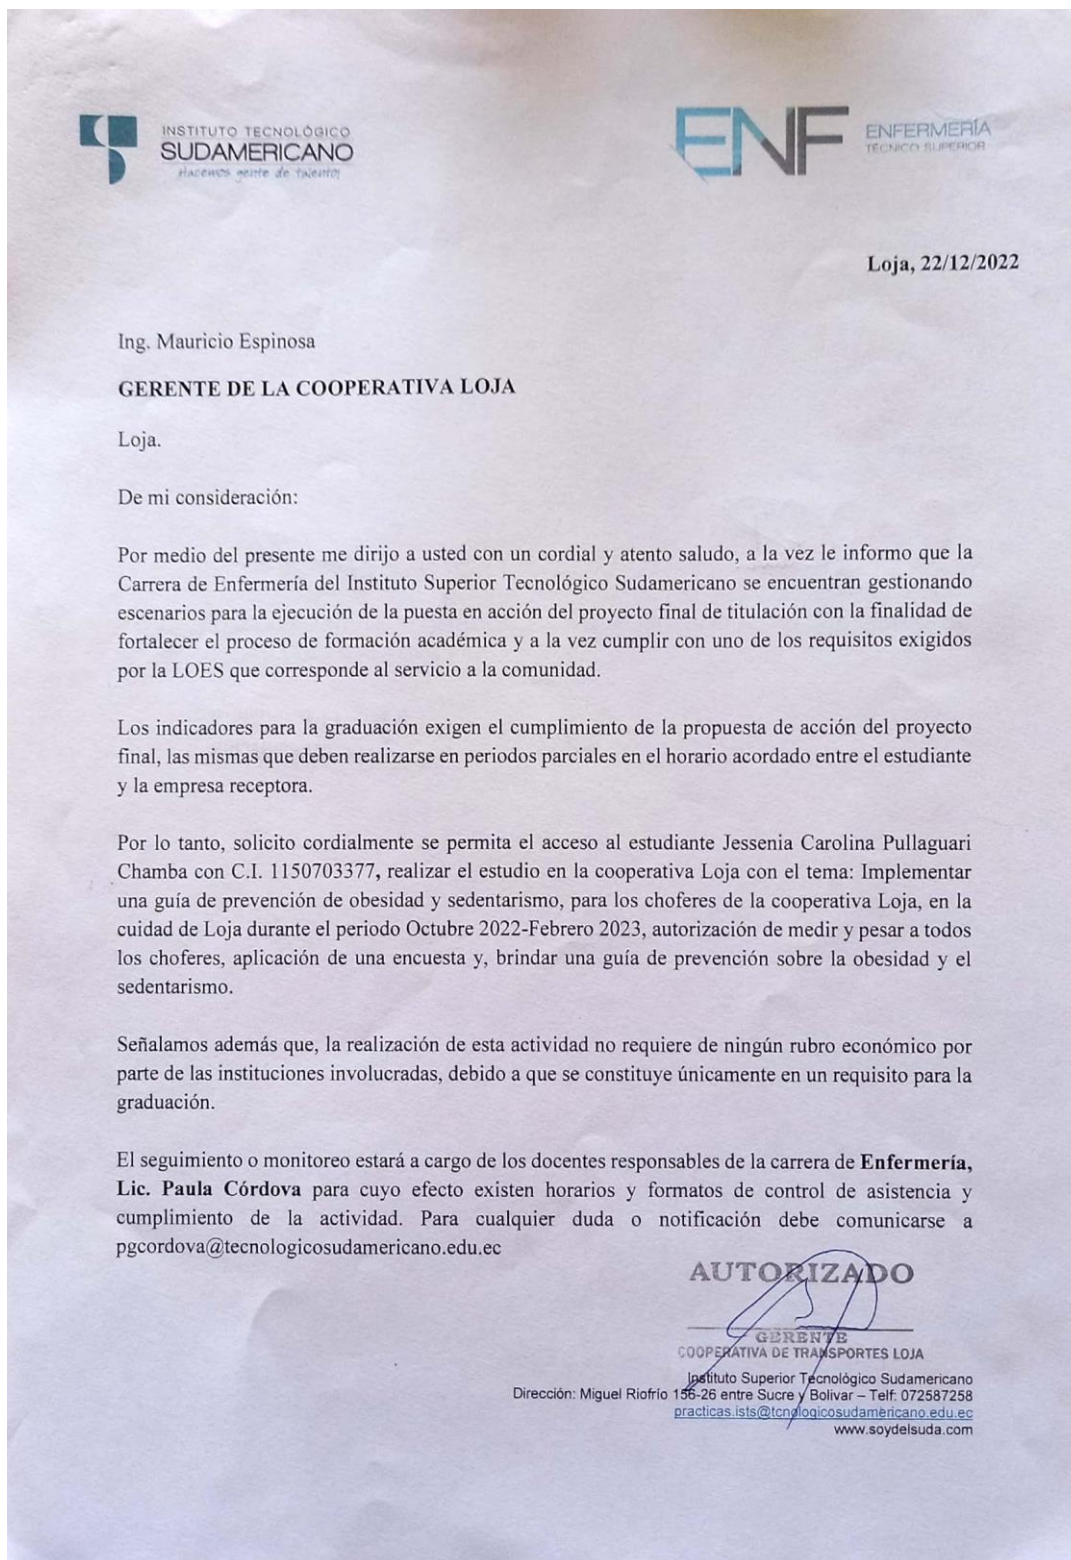 INSTITUTO TECNOLÓGICO
SUDAMERICANO
Hacemos gente de talento!
ENF
ENFERMERÍA
TÉCNICO SUPERIOR
Loja, 22/12/2022
Ing. Mauricio Espinosa
GERENTE DE LA COOPERATIVA LOJA
Loja.
De mi consideración:
Por medio del presente me dirijo a usted con un cordial y atento saludo, a la vez le informo que la
Carrera de Enfermería del Instituto Superior Tecnológico Sudamericano se encuentran gestionando
escenarios para la ejecución de la puesta en acción del proyecto final de titulación con la finalidad de
fortalecer el proceso de formación académica y a la vez cumplir con uno de los requisitos exigidos
por la LOES que corresponde al servicio a la comunidad.
Los indicadores para la graduación exigen el cumplimiento de la propuesta de acción del proyecto
final, las mismas que deben realizarse en periodos parciales en el horario acordado entre el estudiante
y la empresa receptora.
Por lo tanto, solicito cordialmente se permita el acceso al estudiante Jessenia Carolina Pullaguari
Chamba con C.I. 1150703377, realizar el estudio en la cooperativa Loja con el tema: Implementar
una guía de prevención de obesidad y sedentarismo, para los choferes de la cooperativa Loja, en la
cuidad de Loja durante el periodo Octubre 2022-Febrero 2023, autorización de medir y pesar a todos
los choferes, aplicación de una encuesta y, brindar una guía de prevención sobre la obesidad y el
sedentarismo.
Señalamos además que, la realización de esta actividad no requiere de ningún rubro económico por
parte de las instituciones involucradas, debido a que se constituye únicamente en un requisito para la
graduación.
El seguimiento o monitoreo estará a cargo de los docentes responsables de la carrera de Enfermería,
Lic. Paula Córdova para cuyo efecto existen horarios y formatos de control de asistencia y
cumplimiento de la actividad. Para cualquier duda o notificación debe comunicarse a
pgcordova@tecnologicosudamericano.edu.ec
AUTORIZADO
GERENTE
COOPERATIVA DE TRANSPORTES LOJA
Instituto Superior Tecnológico Sudamericano
Dirección: Miguel Riofrío 156-26 entre Sucre y Bolivar – Telf: 072587258
practicas.ists@tcnologicosudamericano.edu.ec
www.soydelsuda.com